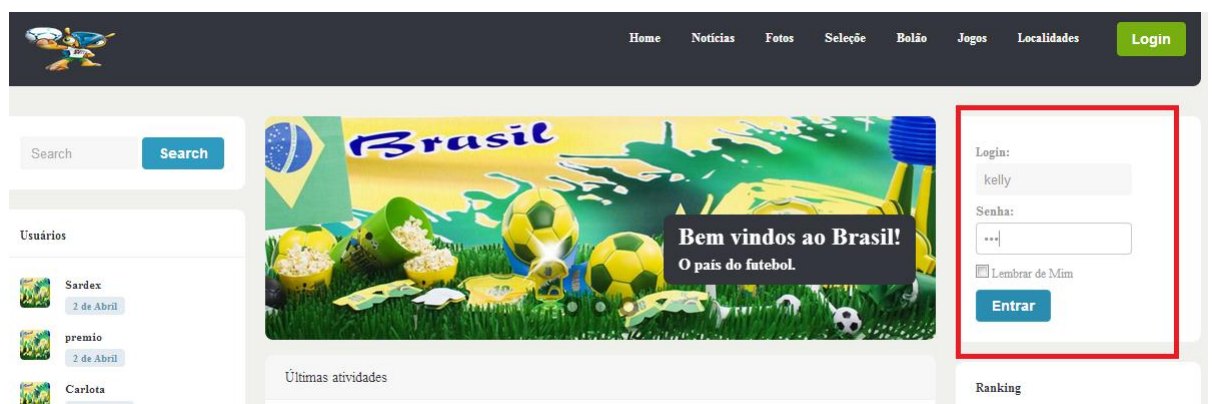 Home Notícias Fotos Seleçõe Bolão Jogos Localidades Login
Search Search
Usuários
Sardex
2 de Abril
premio
2 de Abril
Carlota
Brasil
Bem vindos ao Brasil!
O país do futebol.
Últimas atividades
Login:
kelly
Senha:
•••
Lembrar de Mim
Entrar
Ranking